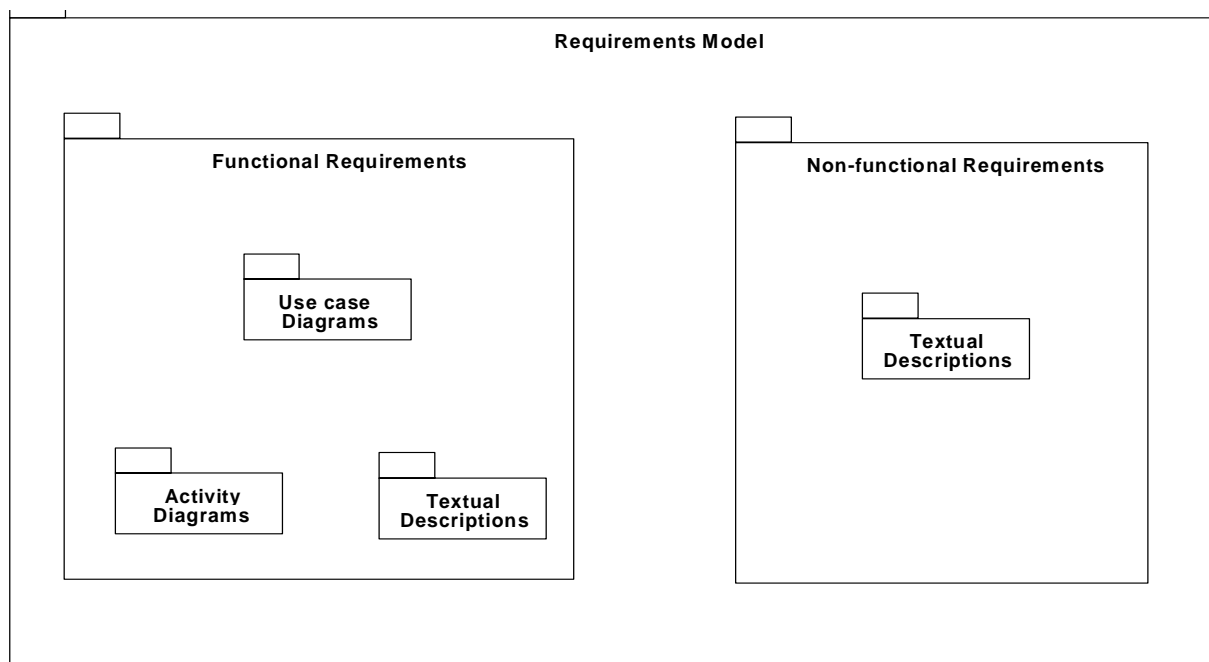 Requirements Model
Functional Requirements
Non-functional Requirements
Use case
Diagrams
Textual
Descriptions
Activity
Diagrams
Textual
Descriptions